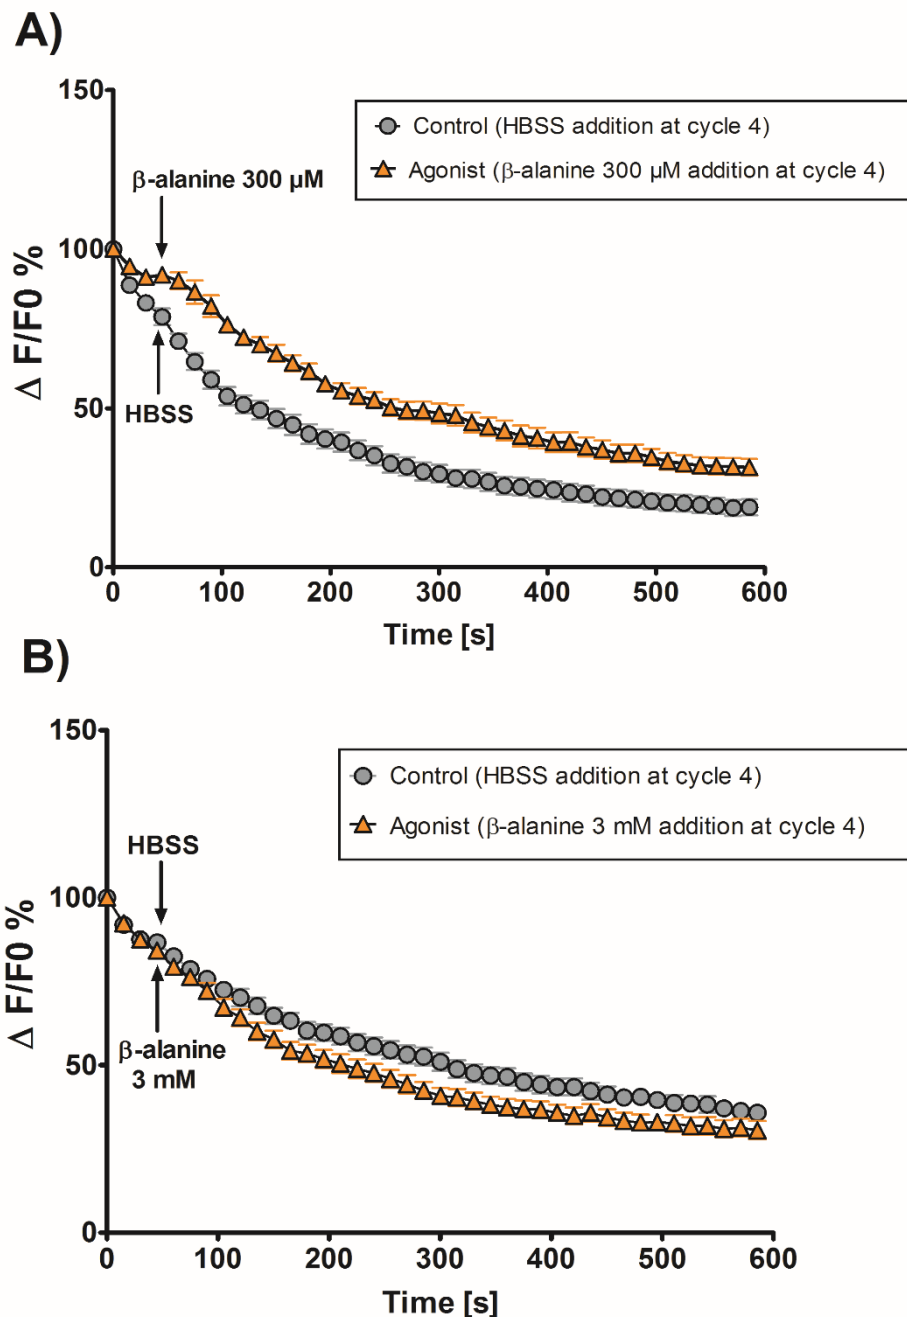 A)
150
Control (HBSS addition at cycle 4)
Agonist (β-alanine 300 µM addition at cycle 4)
β-alanine 300 µM
100
Δ F/F0 %
50
HBSS
0
0 100 200 300 400 500 600
Time [s]
B)
150
Control (HBSS addition at cycle 4)
Agonist (β-alanine 3 mM addition at cycle 4)
HBSS
100
Δ F/F0 %
β-alanine
3 mM
50
0
0 100 200 300 400 500 600
Time [s]